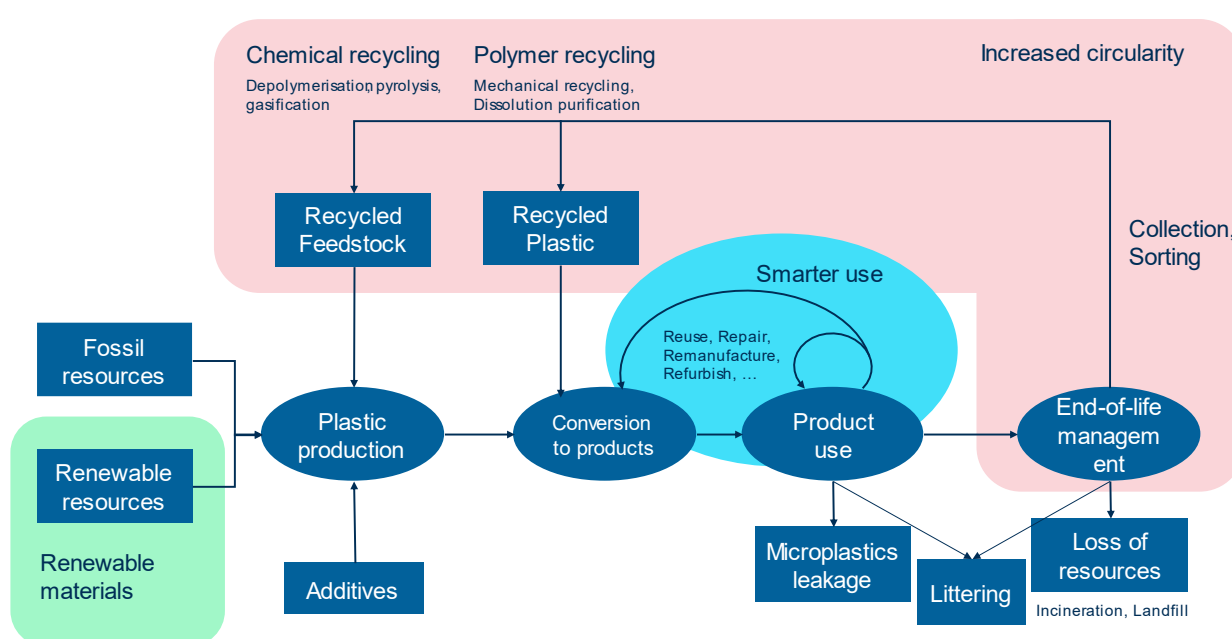 Chemical recycling
Depolymerisation, pyrolysis,
gasification
Polymer recycling
Mechanical recycling,
Dissolution purification
Increased circularity
Recycled
Feedstock
Recycled
Plastic
Collection,
Sorting
Smarter use
Reuse, Repair,
Remanufacture,
Refurbish, ...
Fossil
resources
Plastic
production
Conversion
to products
Product
use
End-of-life
managem
ent
Renewable
resources
Renewable
materials
Additives
Microplastics
leakage
Littering
Loss of
resources
Incineration, Landfill